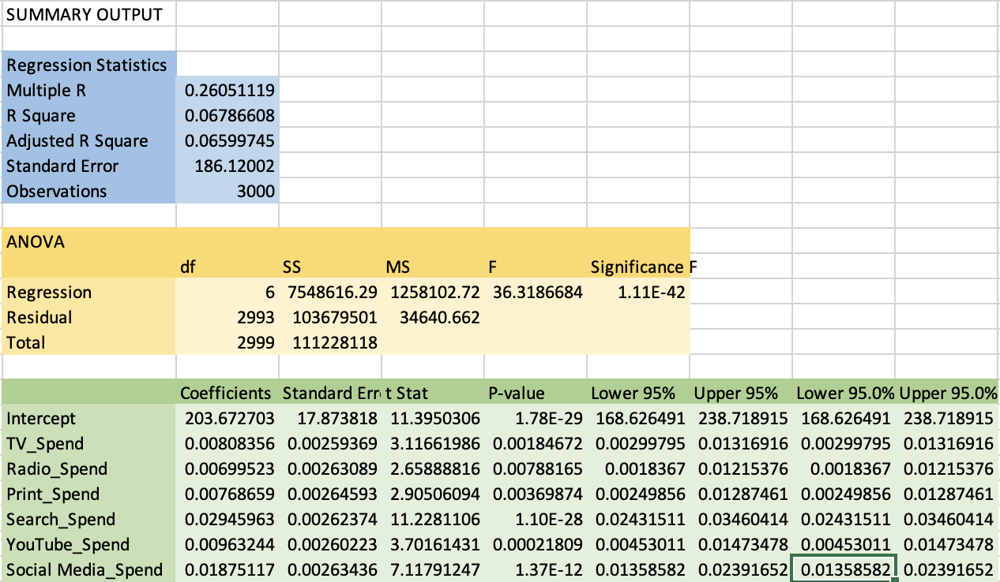 SUMMARY OUTPUT
Regression Statistics
Multiple R 0.26051119
R Square 0.06786608
Adjusted R Square 0.06599745
Standard Error 186.12002
Observations 3000
ANOVA
df SS MS F Significance F
Regression 6 7548616.29 1258102.72 36.3186684 1.11E-42
Residual 2993 103679501 34640.662
Total 2999 111228118
Coefficients Standard Err t Stat P-value Lower 95% Upper 95% Lower 95.0% Upper 95.0%
Intercept 203.672703 17.873818 11.3950306 1.78E-29 168.626491 238.718915 168.626491 238.718915
TV_Spend 0.00808356 0.00259369 3.11661986 0.00184672 0.00299795 0.01316916 0.00299795 0.01316916
Radio_Spend 0.00699523 0.00263089 2.65888816 0.00788165 0.0018367 0.01215376 0.0018367 0.01215376
Print_Spend 0.00768659 0.00264593 2.90506094 0.00369874 0.00249856 0.01287461 0.00249856 0.01287461
Search_Spend 0.02945963 0.00262374 11.2281106 1.10E-28 0.02431511 0.03460414 0.02431511 0.03460414
YouTube_Spend 0.00963244 0.00260223 3.70161431 0.00021809 0.00453011 0.01473478 0.00453011 0.01473478
Social Media_Spend 0.01875117 0.00263436 7.11791247 1.37E-12 0.01358582 0.02391652 0.01358582 0.02391652